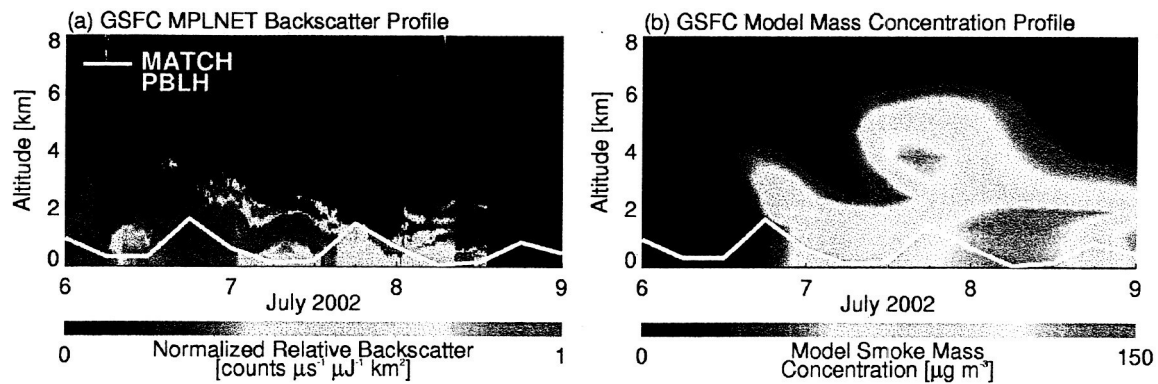 (a) GSFC MPLNET Backscatter Profile
8
6
4
2
0
Altitude [km]
MATCH
PBLH
6 7 8 9
July 2002
0 1
Normalized Relative Backscatter
[counts μs⁻¹ μJ⁻¹ km²]
(b) GSFC Model Mass Concentration Profile
8
6
4
2
0
Altitude [km]
6 7 8 9
July 2002
0 150
Model Smoke Mass
Concentration [μg m⁻³]